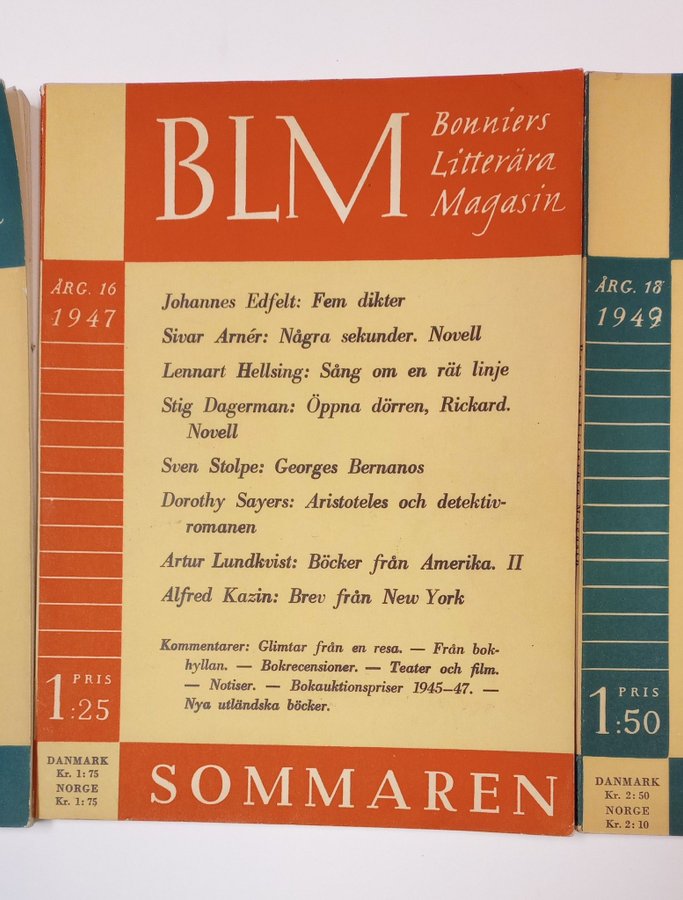 BLM
Bonniers
Litterära
Magasin
ÅRG. 16
1947
Johannes Edfelt: Fem dikter
Sivar Arnér: Några sekunder. Novell
Lennart Hellsing: Sång om en rät linje
Stig Dagerman: Öppna dörren, Rickard.
Novell
Sven Stolpe: Georges Bernanos
Dorothy Sayers: Aristoteles och detektiv-
romanen
Artur Lundkvist: Böcker från Amerika. II
Alfred Kazin: Brev från New York
Kommentarer: Glimtar från en resa. — Från bok-
hyllan. — Bokrecensioner. — Teater och film.
— Notiser. — Bokauktionspriser 1945–47. —
Nya utländska böcker.
PRIS
1:25
DANMARK
Kr. 1:75
NORGE
Kr. 1:75
SOMMAREN
ÅRG. 18
1949
PRIS
1:50
DANMARK
Kr. 2:50
NORGE
Kr. 2:10